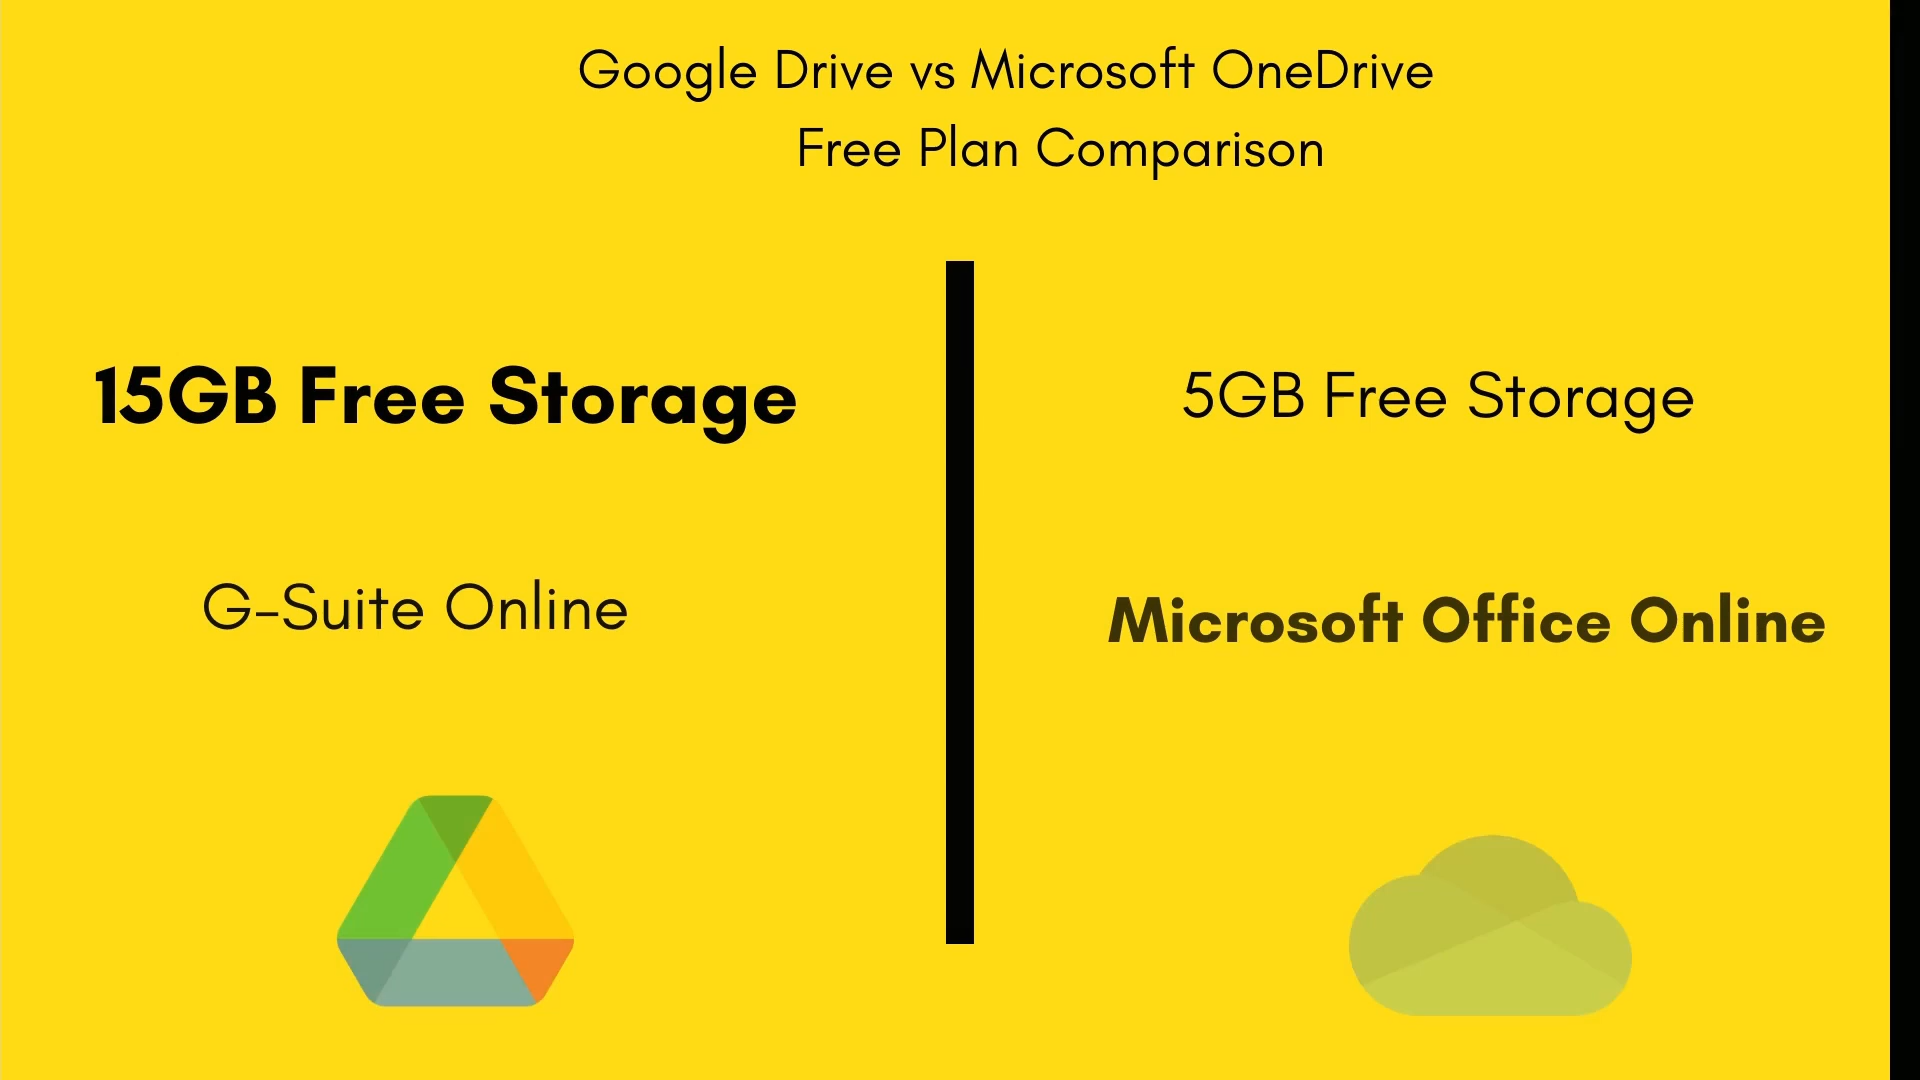 Google Drive vs Microsoft OneDrive
Free Plan Comparison
15GB Free Storage
5GB Free Storage
G-Suite Online
Microsoft Office Online